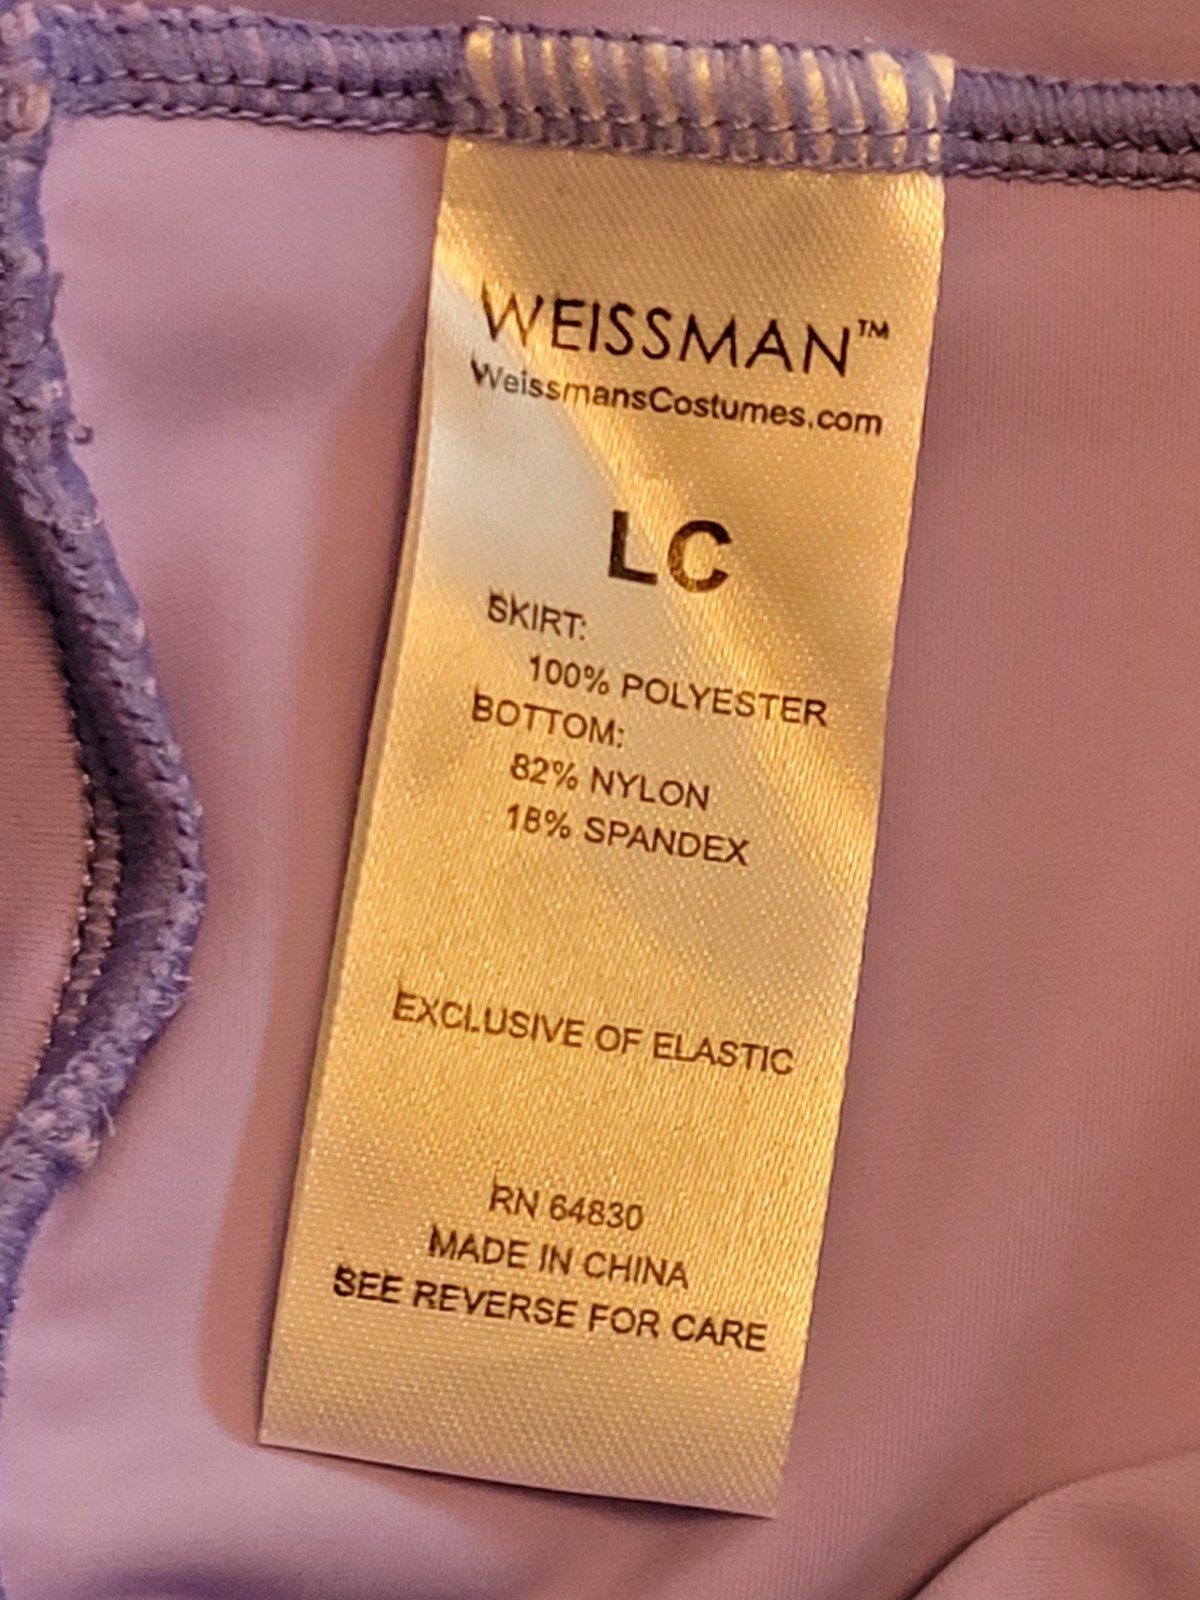 WEISSMAN™
WeissmansCostumes.com
LC
SKIRT:
100% POLYESTER
BOTTOM:
82% NYLON
18% SPANDEX
EXCLUSIVE OF ELASTIC
RN 64830
MADE IN CHINA
SEE REVERSE FOR CARE